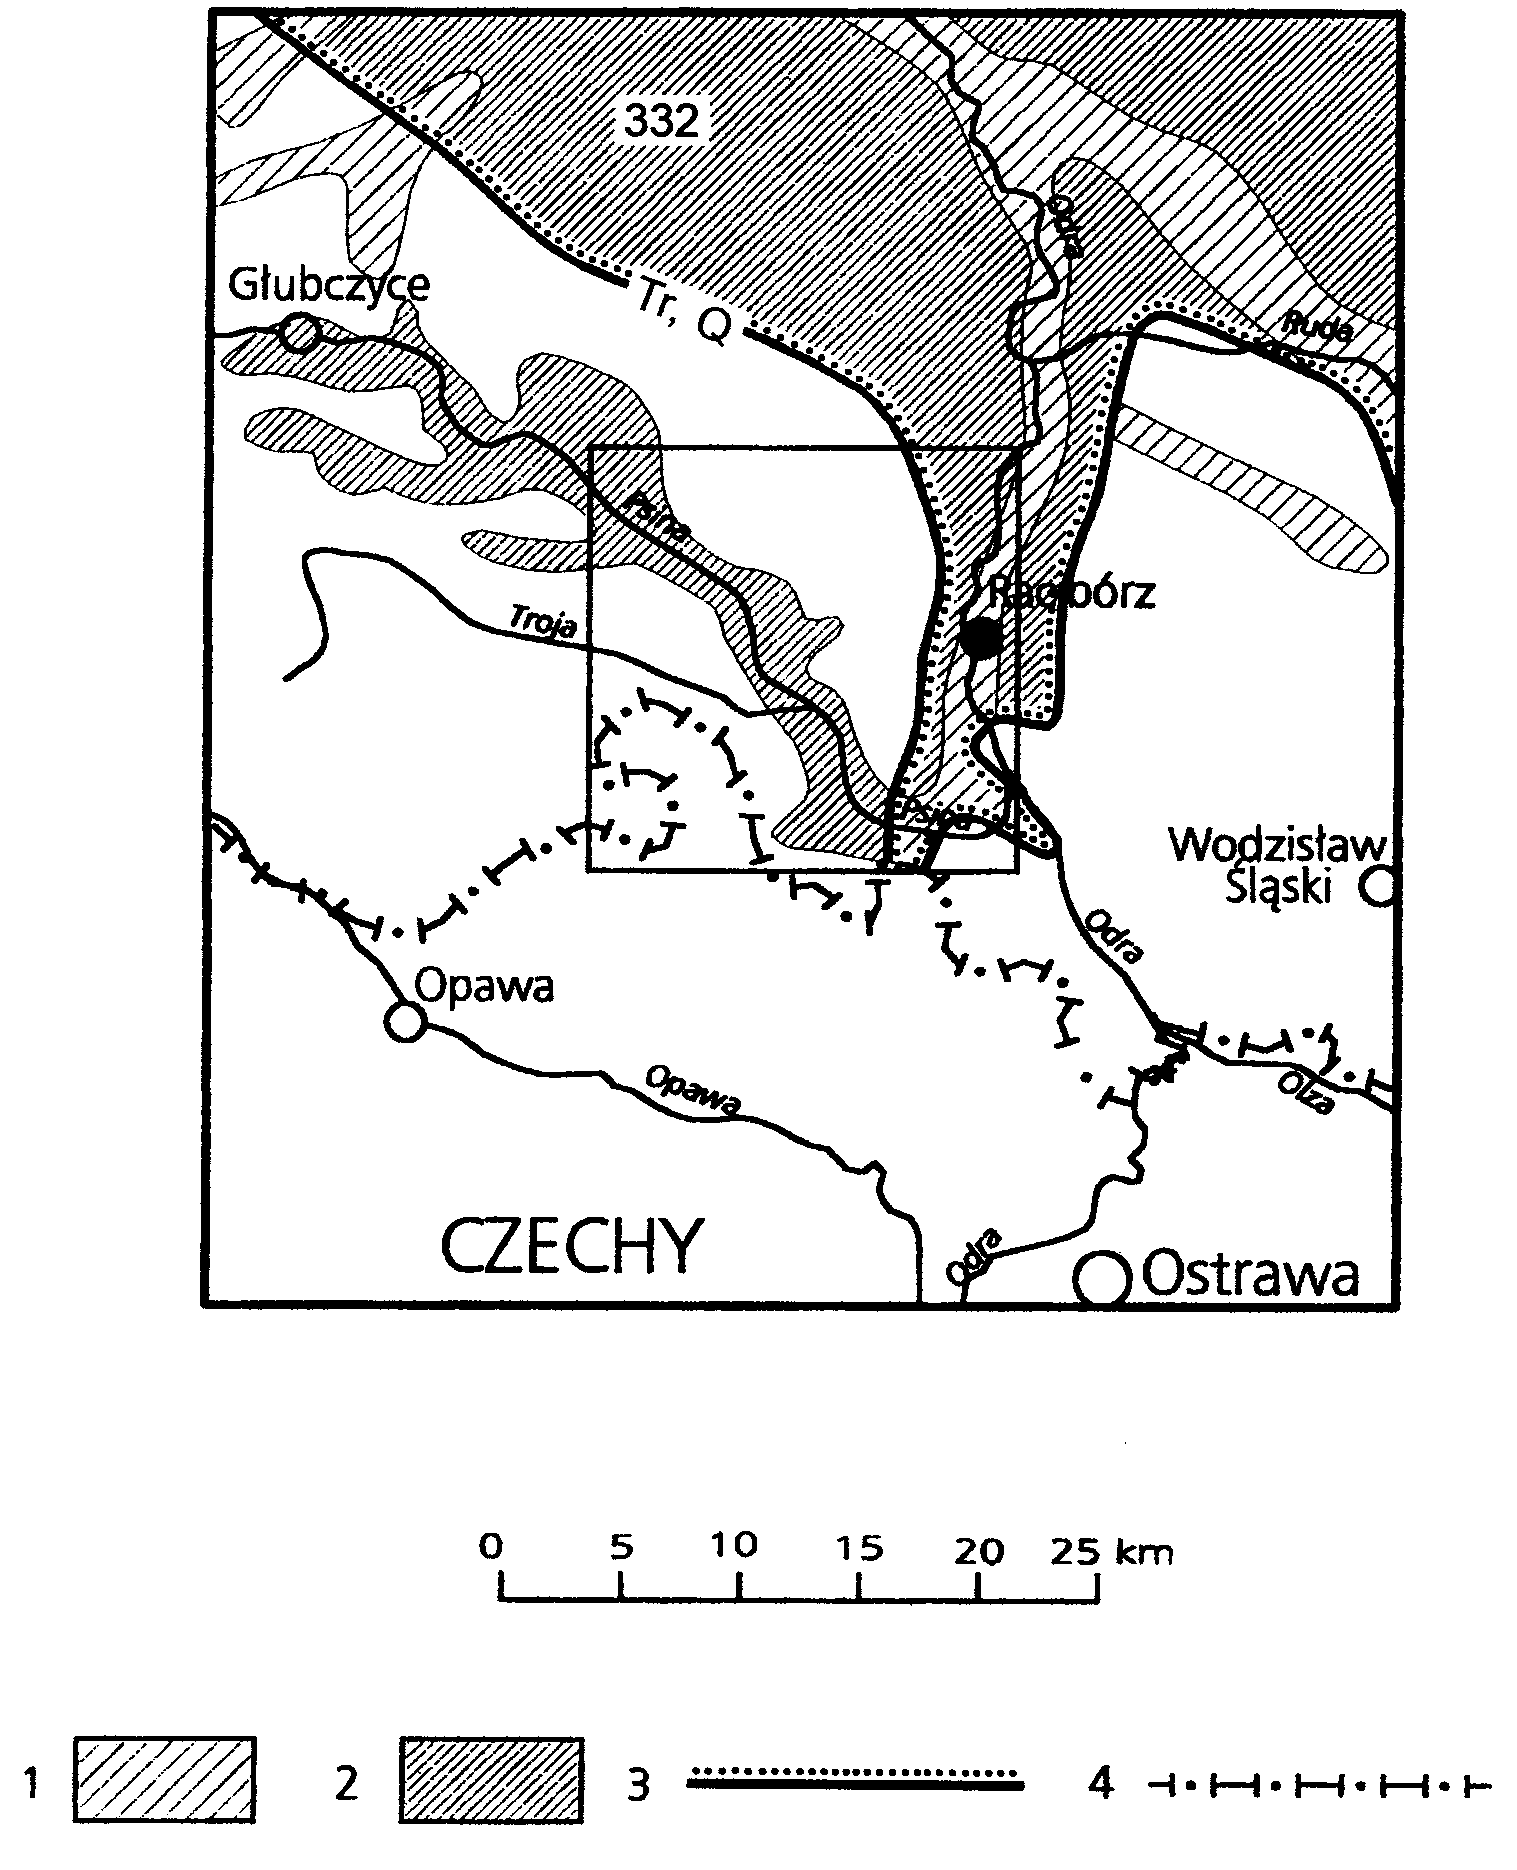 332
Odra
Głubczyce
Tr, Q
Ruda
Psina
Racibórz
Troja
Psina
Wodzisław
Śląski
Odra
Opawa
Opawa
Olza
CZECHY
Odra
Ostrawa
0 5 10 15 20 25 km
1 2 3 4